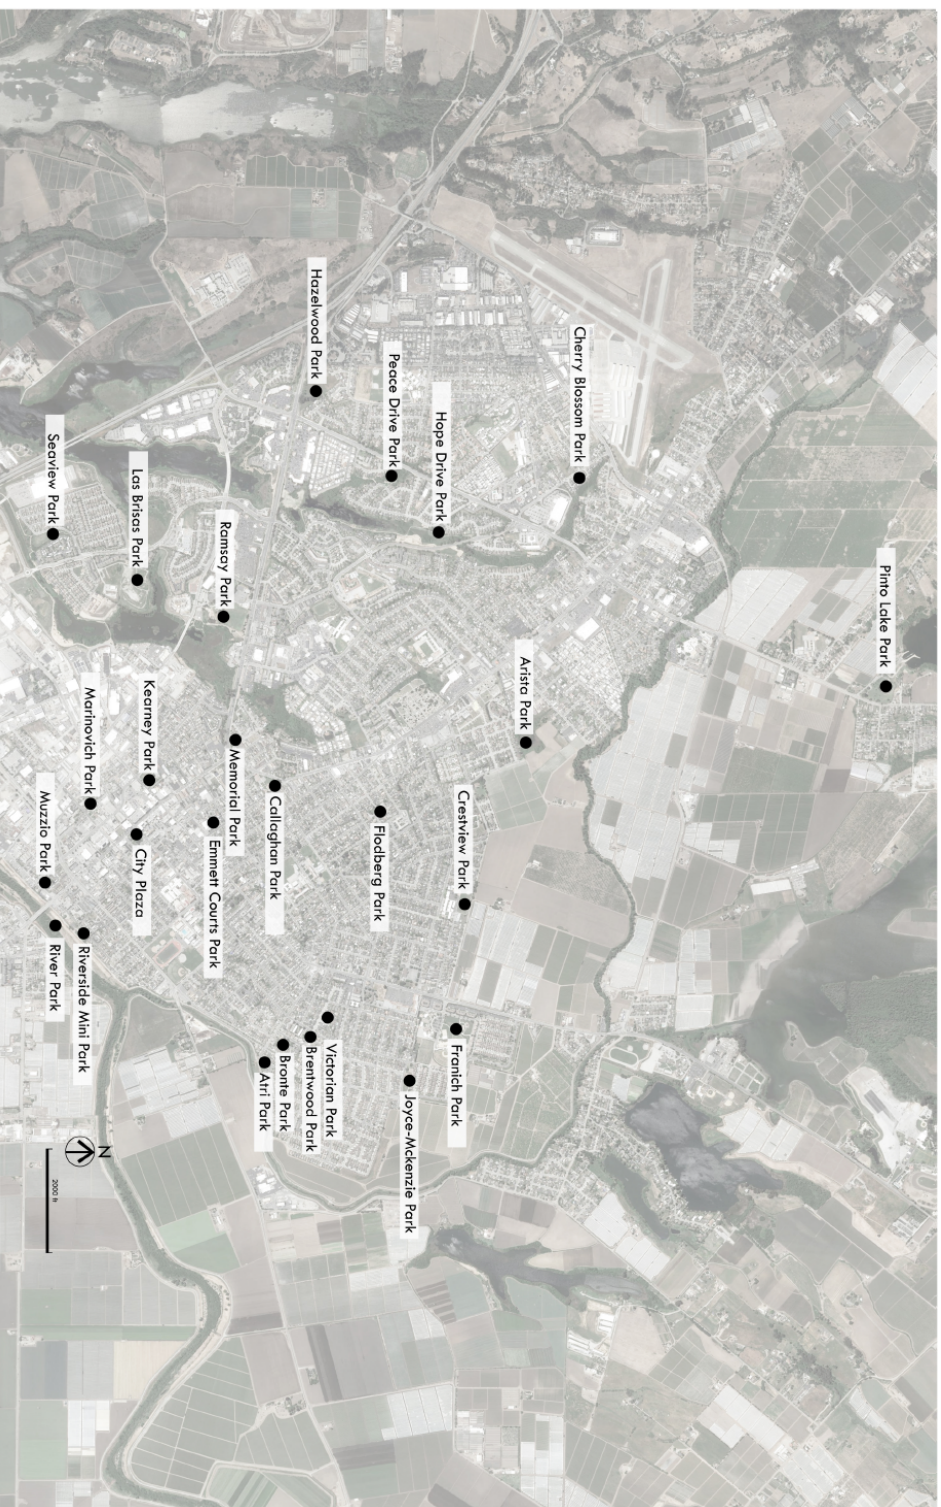 Pinto Lake Park
Cherry Blossom Park
Arista Park
Crestview Park
Franich Park
Hope Drive Park
Joyce-Mckenzie Park
Peace Drive Park
Flodberg Park
Victorian Park
Hazelwood Park
Brentwood Park
Bronte Park
Callaghan Park
Atri Park
Memorial Park
Ramsay Park
Emmett Courts Park
Kearney Park
Las Brisas Park
City Plaza
N
Marinovich Park
Riverside Mini Park
Seaview Park
River Park
2000 ft
Muzzio Park